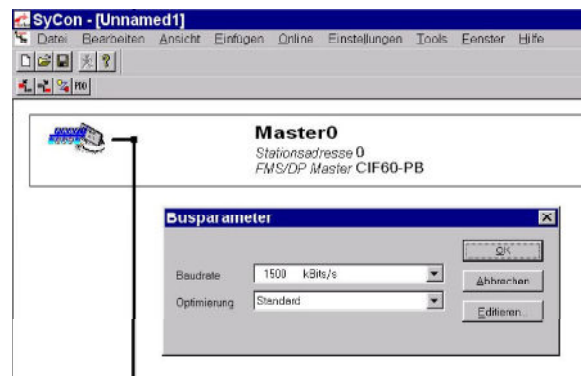 SyCon - [Unnamed1]
Datei Bearbeiten Ansicht Einfügen Online Einstellungen Tools Fenster Hilfe
PDO
Master0
Stationsadresse 0
FMS/DP Master CIF60-PB
Busparameter
OK
Baudrate 1500 kBits/s
Abbrechen
Optimierung Standard
Editieren...